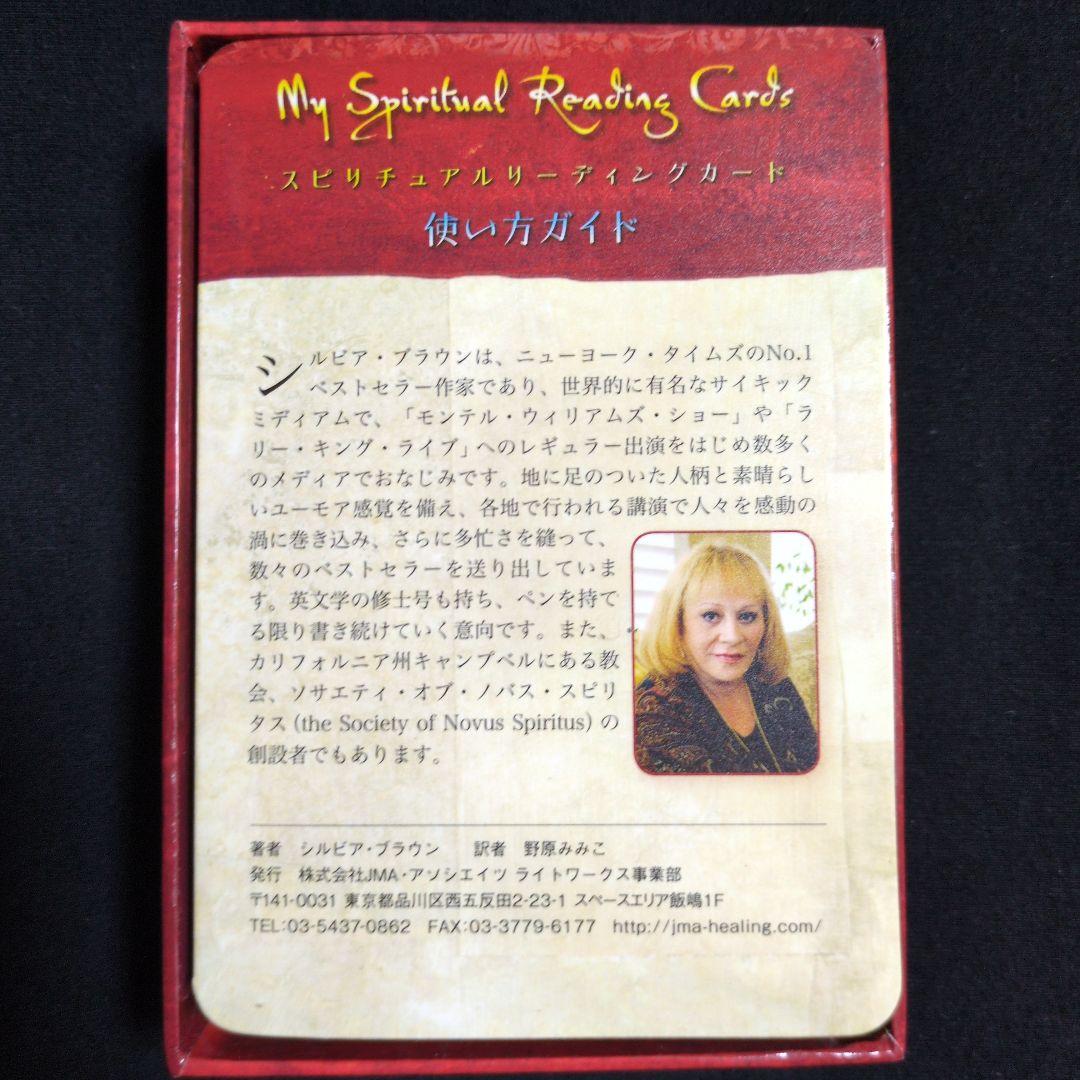 My Spiritual Reading Cards
スピリチュアルリーディングカード
使い方ガイド
シルビア・ブラウンは、ニューヨーク・タイムズのNo.1
ベストセラー作家であり、世界的に有名なサイキック
ミディアムで、「モンテル・ウィリアムズ・ショー」や「ラ
リー・キング・ライブ」へのレギュラー出演をはじめ数多く
のメディアでおなじみです。地に足のついた人柄と素晴らし
いユーモア感覚を備え、各地で行われる講演で人々を感動の
渦に巻き込み、さらに多忙さを縫って、
数々のベストセラーを送り出していま
す。英文学の修士号も持ち、ペンを持て
る限り書き続けていく意向です。また、
カリフォルニア州キャンプベルにある教
会、ソサエティ・オブ・ノバス・スピリ
タス(the Society of Novus Spiritus)の
創設者でもあります。
著者 シルビア・ブラウン 訳者 野原みみこ
発行 株式会社JMA・アソシエイツ ライトワークス事業部
〒141-0031 東京都品川区西五反田2-23-1 スペースエリア飯嶋1F
TEL:03-5437-0862 FAX:03-3779-6177 http://jma-healing.com/